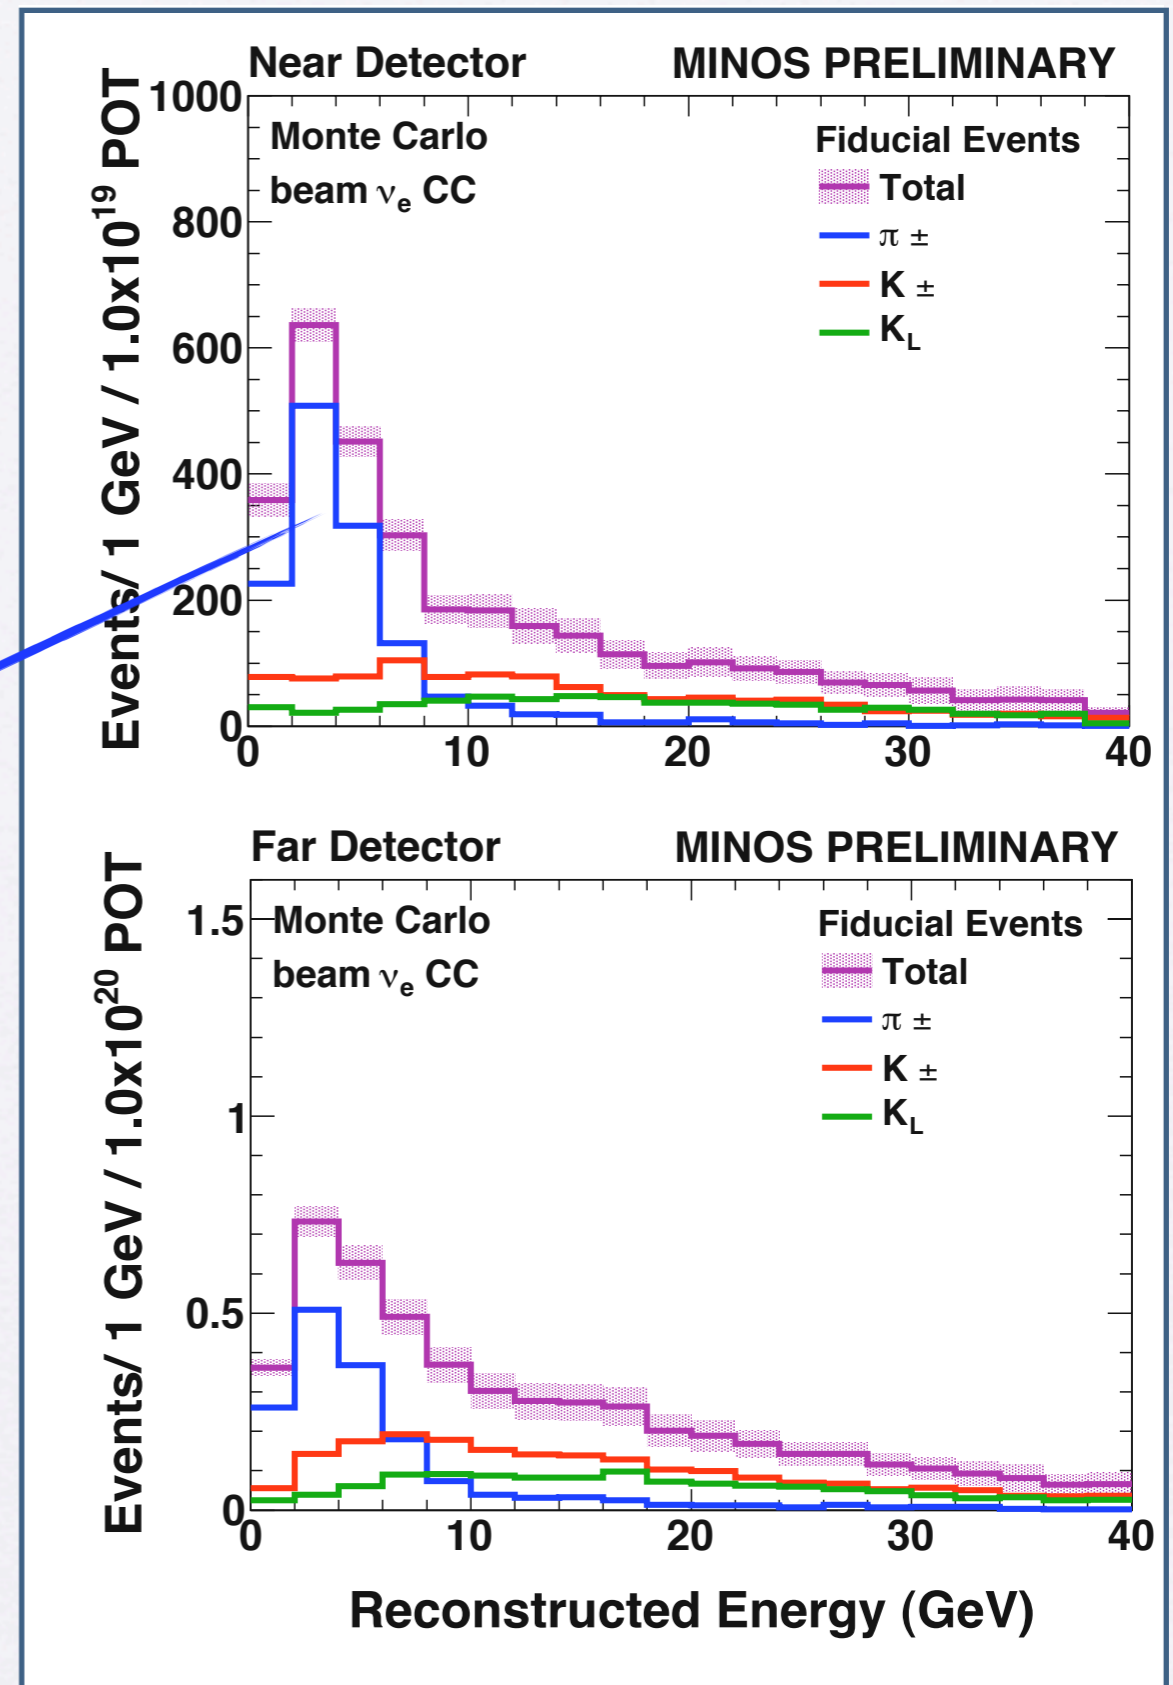 Near Detector MINOS PRELIMINARY
Events/ 1 GeV / 1.0x10¹⁹ POT
Monte Carlo
beam νₑ CC
Fiducial Events
Total
π ±
K ±
K_L
1000
800
600
400
200
0
0 10 20 30 40
Far Detector MINOS PRELIMINARY
Events/ 1 GeV / 1.0x10²⁰ POT
Monte Carlo
beam νₑ CC
Fiducial Events
Total
π ±
K ±
K_L
1.5
1
0.5
0
0 10 20 30 40
Reconstructed Energy (GeV)